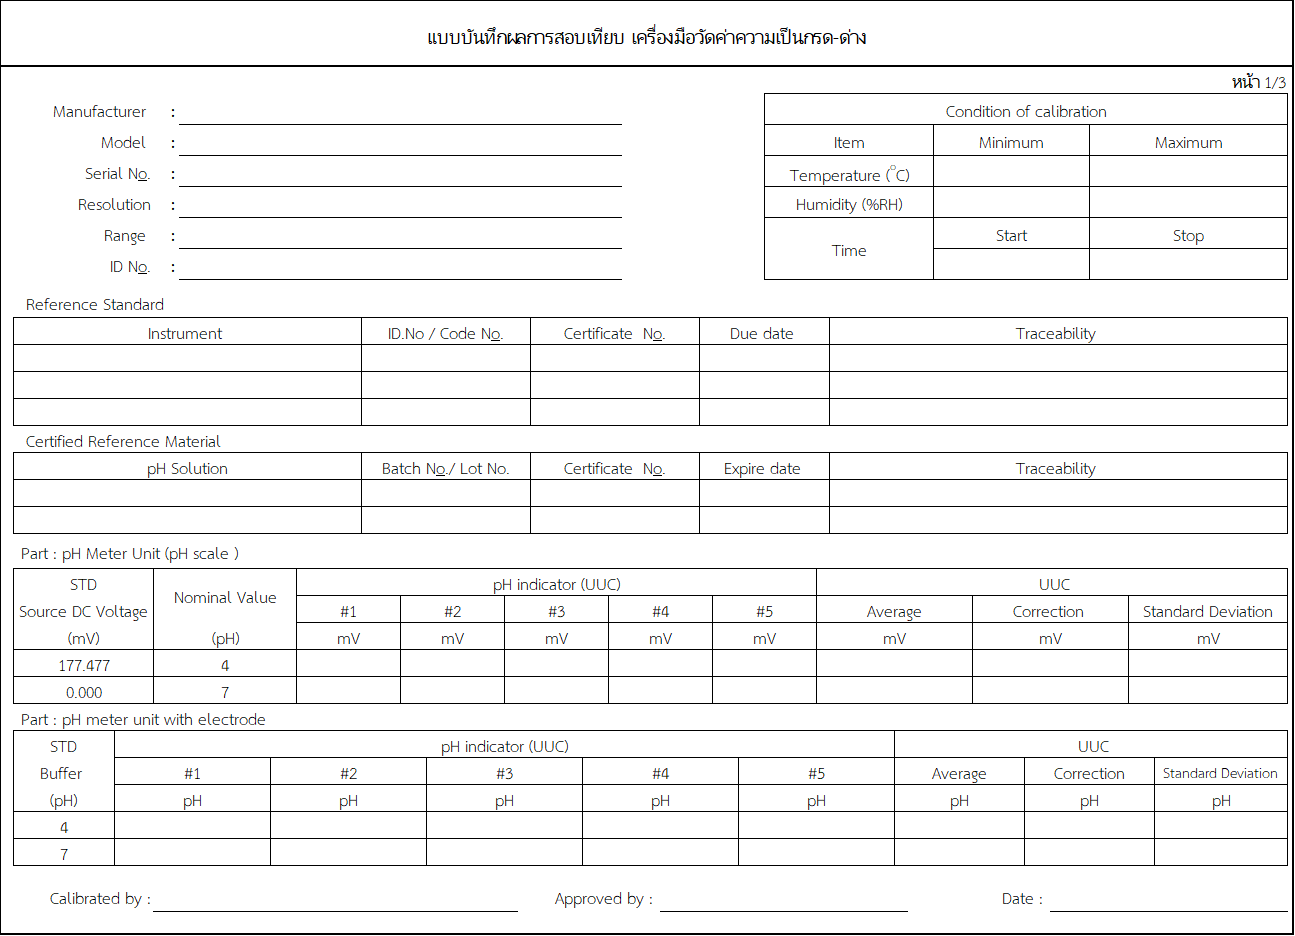 แบบบันทึกผลการสอบเทียบ เครื่องมือวัดค่าความเป็นกรด-ด่าง
หน้า 1/3
Manufacturer :
Model :
Serial No. :
Resolution :
Range :
ID No. :
Condition of calibration
Item Minimum Maximum
Temperature (°C)
Humidity (%RH)
Time Start Stop
Reference Standard
Instrument ID.No / Code No. Certificate No. Due date Traceability
Certified Reference Material
pH Solution Batch No./ Lot No. Certificate No. Expire date Traceability
Part : pH Meter Unit (pH scale )
STD Nominal Value pH indicator (UUC) UUC
Source DC Voltage #1 #2 #3 #4 #5 Average Correction Standard Deviation
(mV) (pH) mV mV mV mV mV mV mV mV
177.477 4
0.000 7
Part : pH meter unit with electrode
STD pH indicator (UUC) UUC
Buffer #1 #2 #3 #4 #5 Average Correction Standard Deviation
(pH) pH pH pH pH pH pH pH pH
4
7
Calibrated by : Approved by : Date :